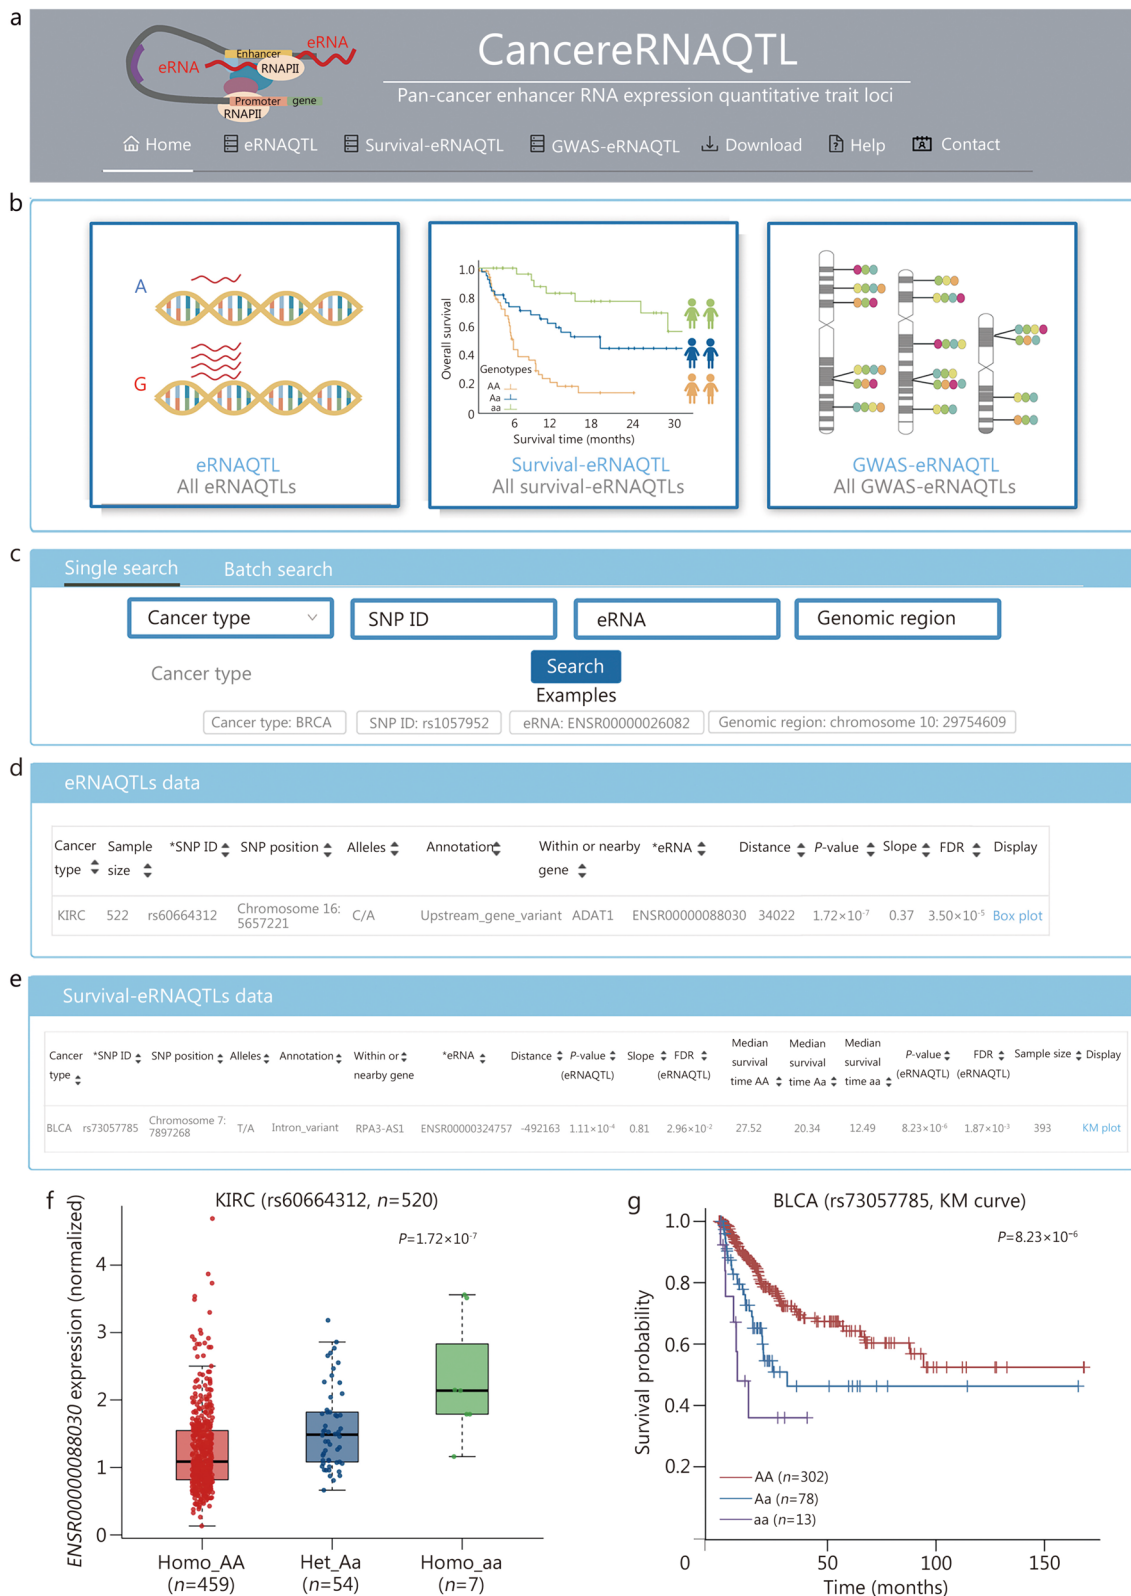 a
eRNA
Enhancer
eRNA
RNAPII
Promoter gene
RNAPII
CancereRNAQTL
Pan-cancer enhancer RNA expression quantitative trait loci
Home eRNAQTL Survival-eRNAQTL GWAS-eRNAQTL Download Help Contact
b
A
G
eRNAQTL
All eRNAQTLs
Overall survival
1.0
0.8
0.6
0.4
0.2
0
Genotypes
AA
Aa
aa
6 12 18 24 30
Survival time (months)
Survival-eRNAQTL
All survival-eRNAQTLs
GWAS-eRNAQTL
All GWAS-eRNAQTLs
c
Single search Batch search
Cancer type SNP ID eRNA Genomic region
Cancer type
Search
Examples
Cancer type: BRCA SNP ID: rs1057952 eRNA: ENSR00000026082 Genomic region: chromosome 10: 29754609
d
eRNAQTLs data
Cancer type Sample size *SNP ID SNP position Alleles Annotation Within or nearby gene *eRNA Distance P-value Slope FDR Display
KIRC 522 rs60664312 Chromosome 16: 5657221 C/A Upstream_gene_variant ADAT1 ENSR00000088030 34022 1.72×10⁻⁷ 0.37 3.50×10⁻⁵ Box plot
e
Survival-eRNAQTLs data
Cancer type *SNP ID SNP position Alleles Annotation Within or nearby gene *eRNA Distance P-value (eRNAQTL) Slope FDR (eRNAQTL) Median survival time AA Median survival time Aa Median survival time aa P-value (eRNAQTL) FDR (eRNAQTL) Sample size Display
BLCA rs73057785 Chromosome 7: 7897268 T/A Intron_variant RPA3-AS1 ENSR00000324757 -492163 1.11×10⁻⁴ 0.81 2.96×10⁻² 27.52 20.34 12.49 8.23×10⁻⁶ 1.87×10⁻³ 393 KM plot
f
KIRC (rs60664312, n=520)
P=1.72×10⁻⁷
ENSR00000088030 expression (normalized)
4
3
2
1
0
Homo_AA Het_Aa Homo_aa
(n=459) (n=54) (n=7)
g
BLCA (rs73057785, KM curve)
P=8.23×10⁻⁶
Survival probability
1.0
0.8
0.6
0.4
0.2
AA (n=302)
Aa (n=78)
aa (n=13)
0 50 100 150
Time (months)